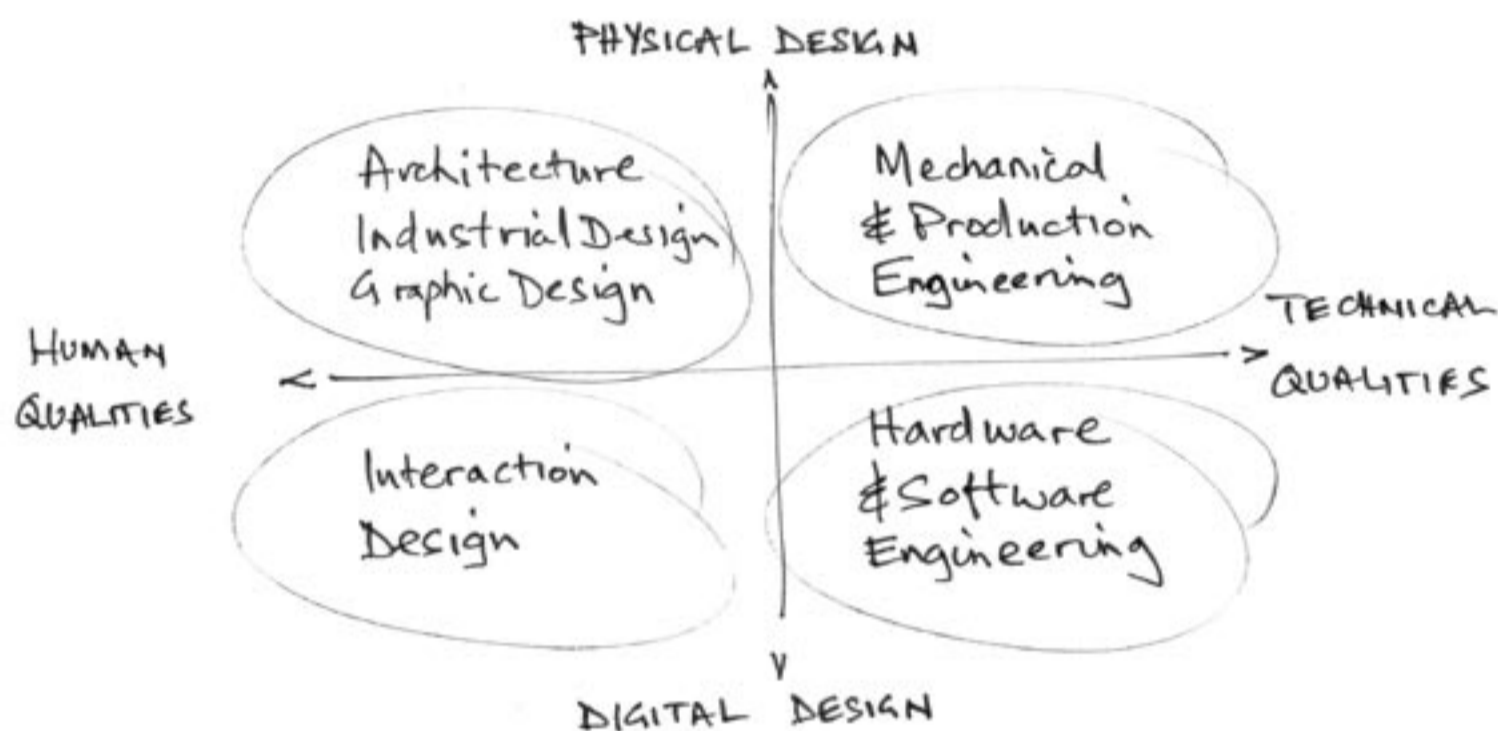 PHYSICAL DESIGN
Architecture
Industrial Design
Graphic Design
Mechanical
& Production
Engineering
HUMAN
QUALITIES
TECHNICAL
QUALITIES
Interaction
Design
Hardware
& Software
Engineering
DIGITAL DESIGN